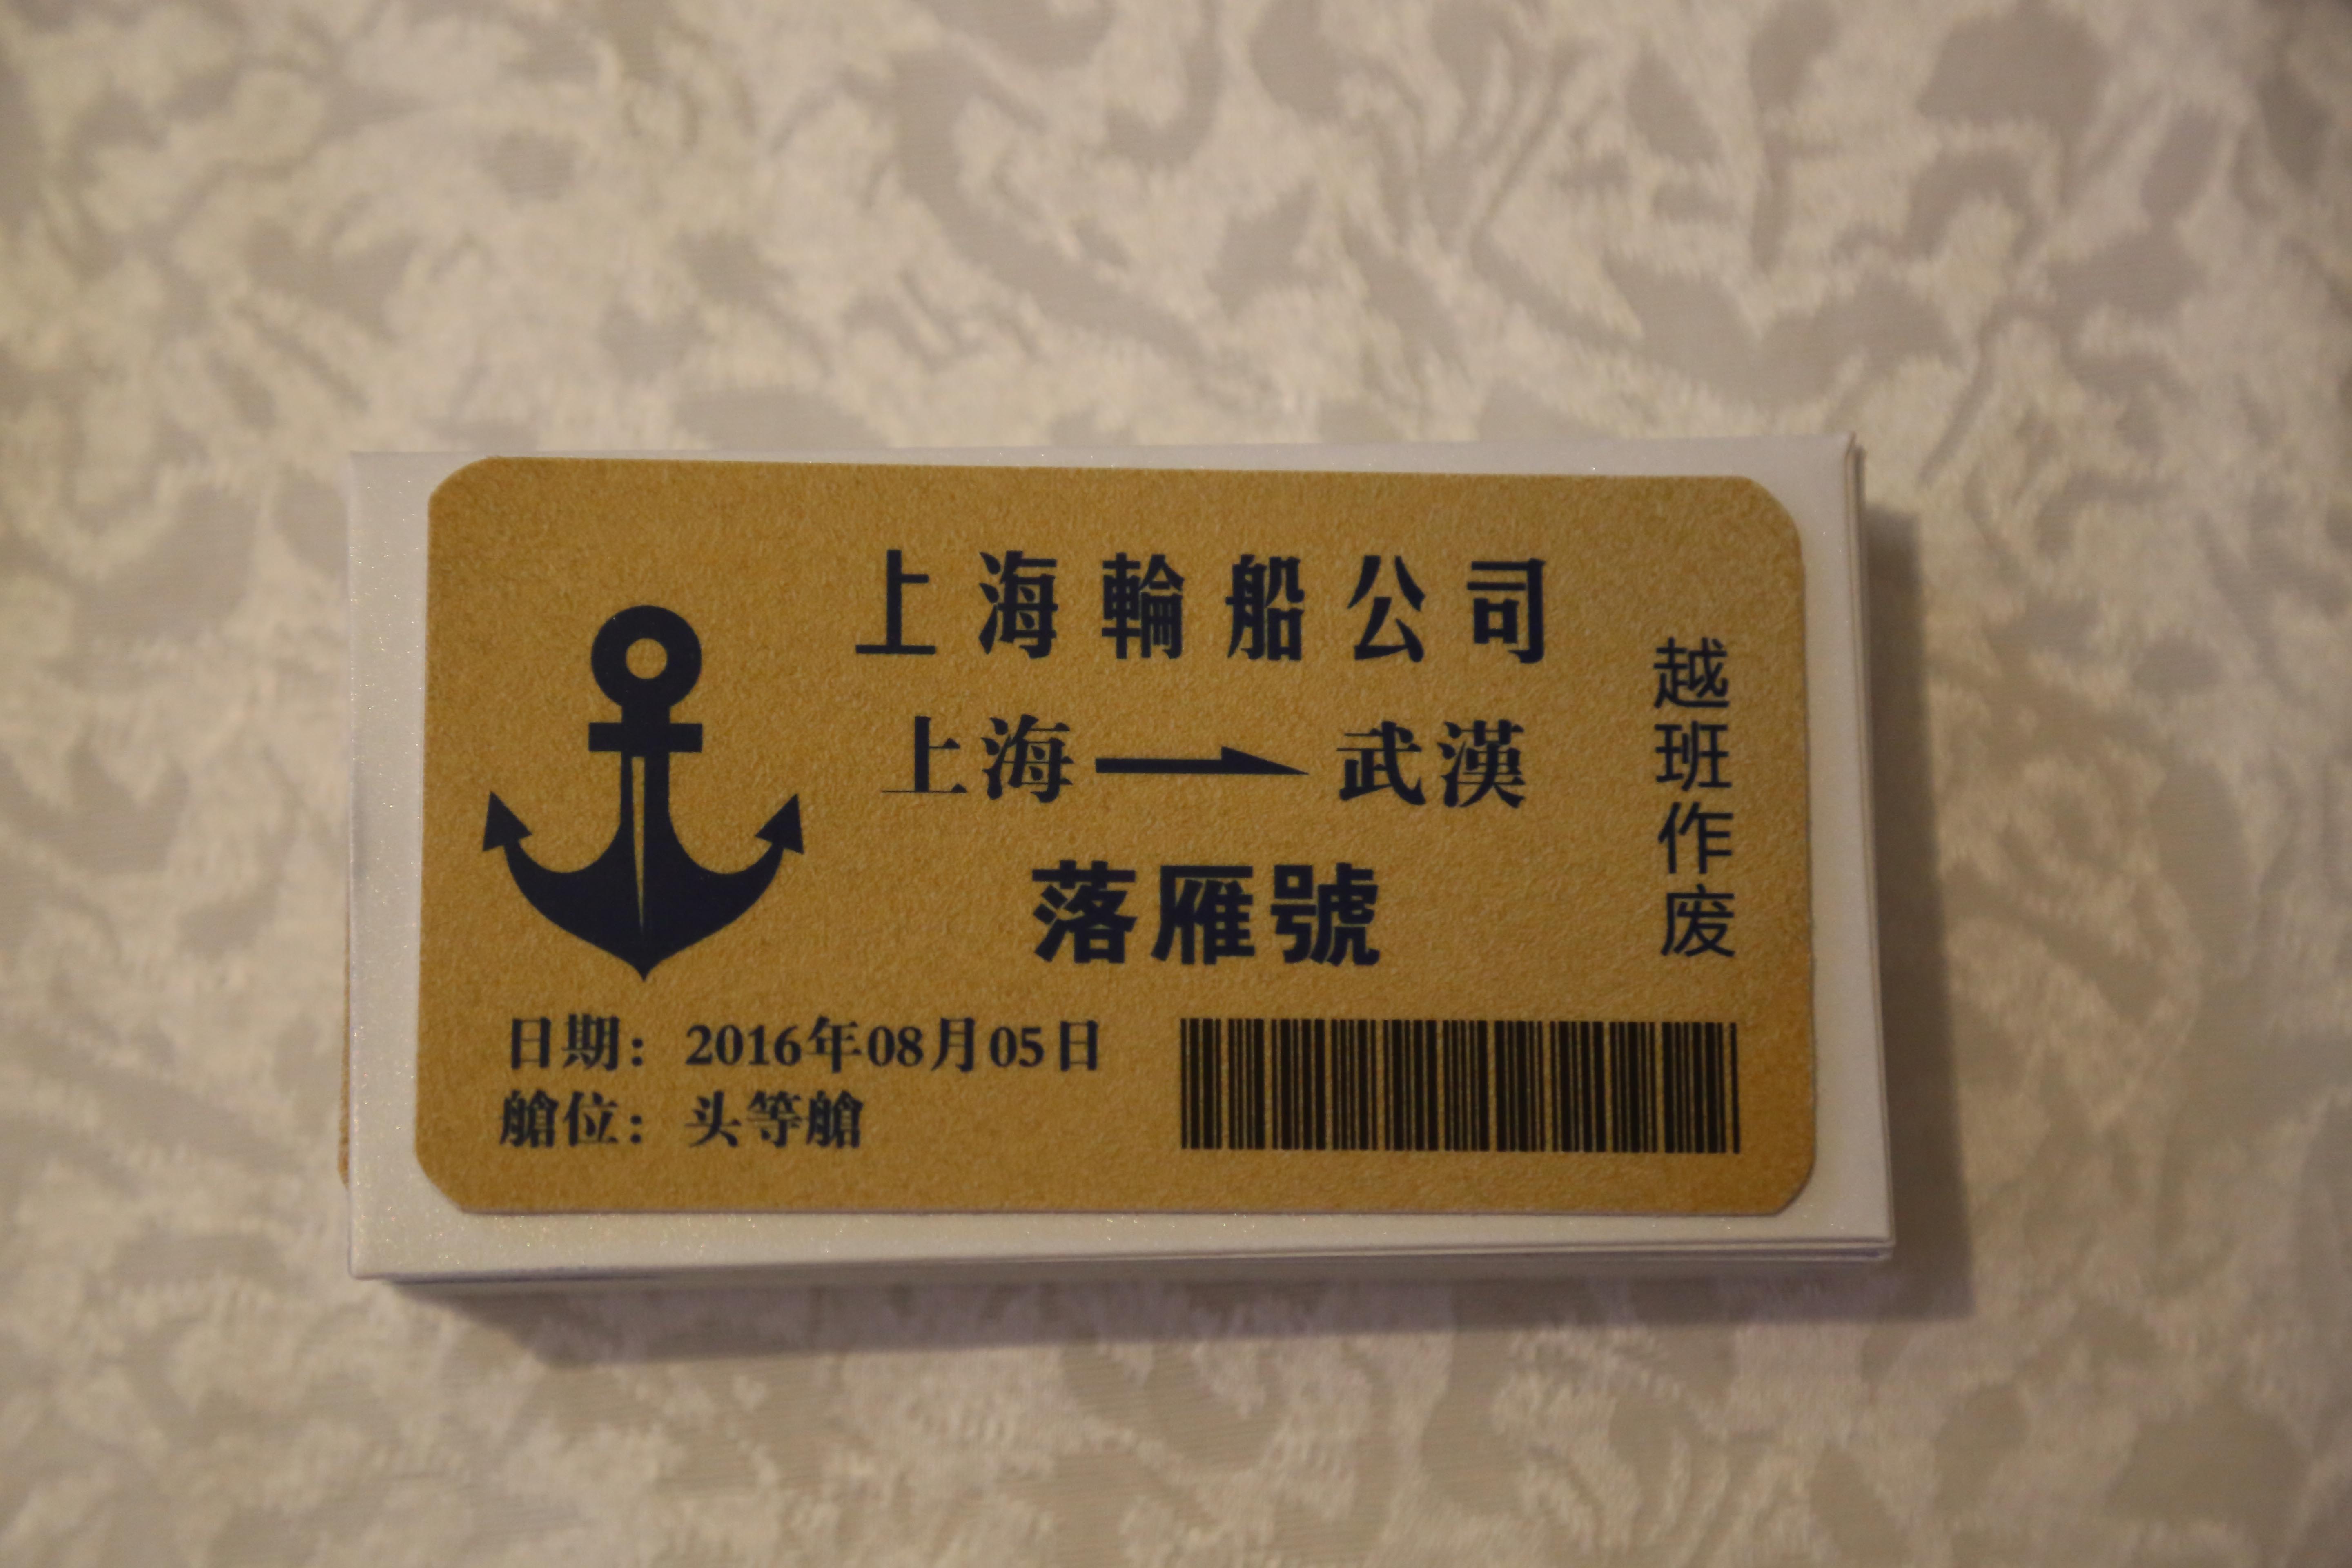 上海輪船公司
上海 武漢
落雁號
越班作废
日期：2016年08月05日
艙位：头等艙